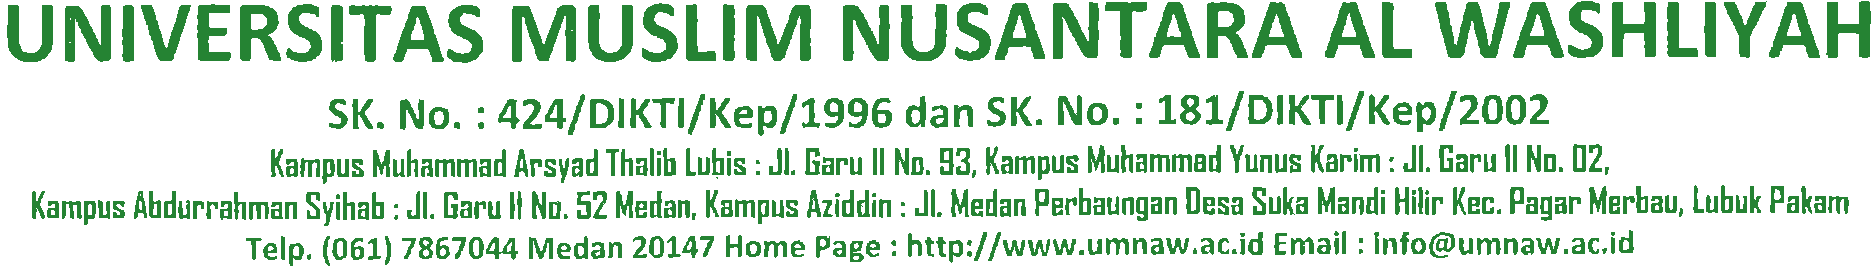 UNIVERSITAS MUSLIM NUSANTARA AL WASHLIYAH
SK. No. : 424/DIKTI/Kep/1996 dan SK. No. : 181/DIKTI/Kep/2002
Kampus Muhammad Arsyad Thalib Lubis : Jl. Garu II No. 93, Kampus Muhammad Yunus Karim : Jl. Garu II No. 02,
Kampus Abdurrahman Syihab : Jl. Garu II No. 52 Medan, Kampus Aziddin : Jl. Medan Perbaungan Desa Suka Mandi Hilir Kec. Pagar Merbau, Lubuk Pakam
Telp. (061) 7867044 Medan 20147 Home Page : http://www.umnaw.ac.id Email : info@umnaw.ac.id